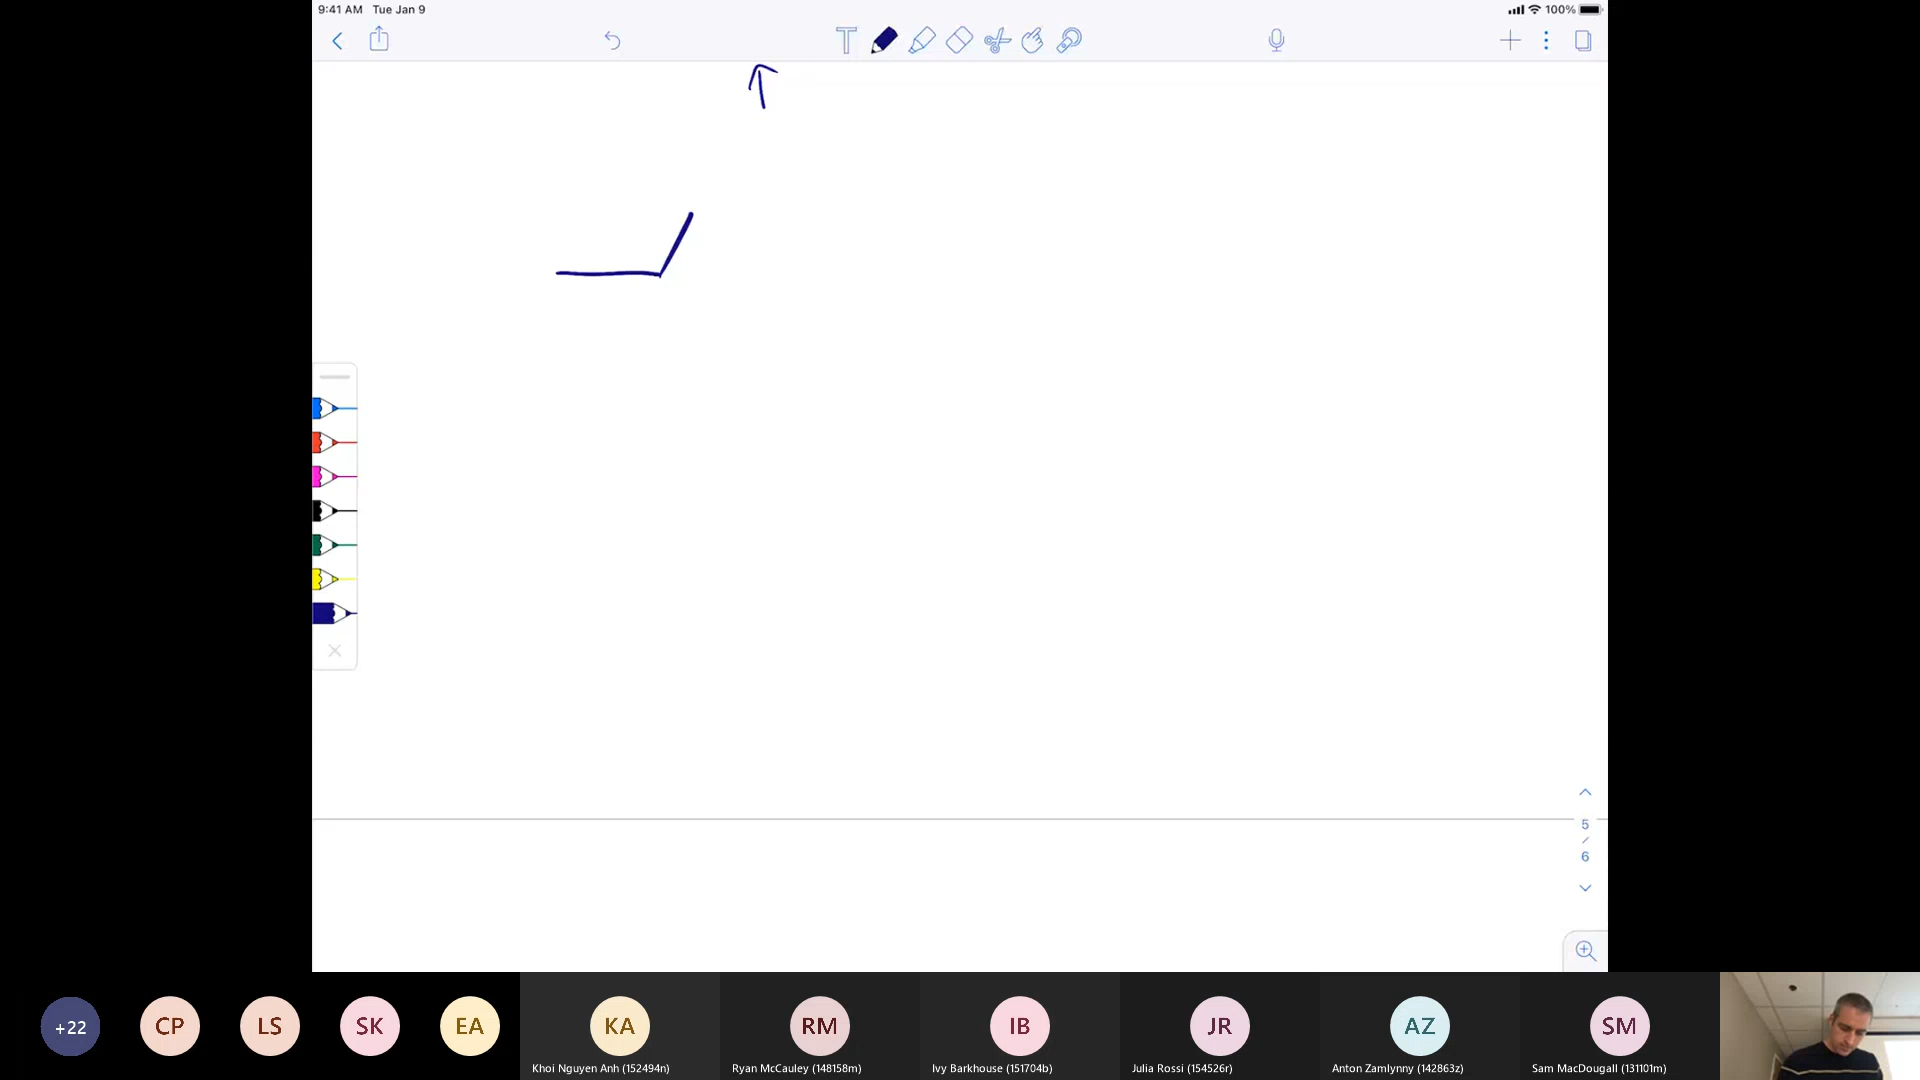 9:41 AM Tue Jan 9
100%
T
5
/
6
+22
CP
LS
SK
EA
KA
RM
IB
JR
AZ
SM
Khoi Nguyen Anh (152494n)
Ryan McCauley (148158m)
Ivy Barkhouse (151704b)
Julia Rossi (154526r)
Anton Zamlynny (142863z)
Sam MacDougall (131101m)